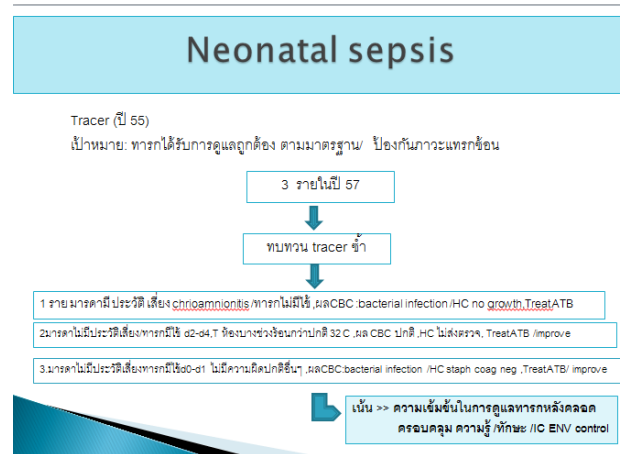 Neonatal sepsis
Tracer (ปี 55)
เป้าหมาย: ทารกได้รับการดูแลถูกต้อง ตามมาตรฐาน/ ป้องกันภาวะแทรกซ้อน
3 รายในปี 57
ทบทวน tracer ซ้ำ
1 ราย มารดามี ประวัติ เสี่ยง chrioamnionitis /ทารกไม่มีไข้ ,ผลCBC :bacterial infection /HC no growth,TreatATB
2มารดาไม่มีประวัติเสี่ยง/ทารกมีไข้ d2-d4,T ห้องบางช่วงร้อนกว่าปกติ 32 C ,ผล CBC ปกติ ,HC ไม่ส่งตรวจ, TreatATB /improve
3.มารดาไม่มีประวัติเสี่ยงทารกมีไข้d0-d1 ไม่มีความผิดปกติอื่นๆ ,ผลCBC:bacterial infection /HC staph coag neg ,TreatATB/ improve
เน้น >> ความเข้มข้นในการดูแลทารกหลังคลอด
ครอบคลุม ความรู้ /ทักษะ /IC ENV control